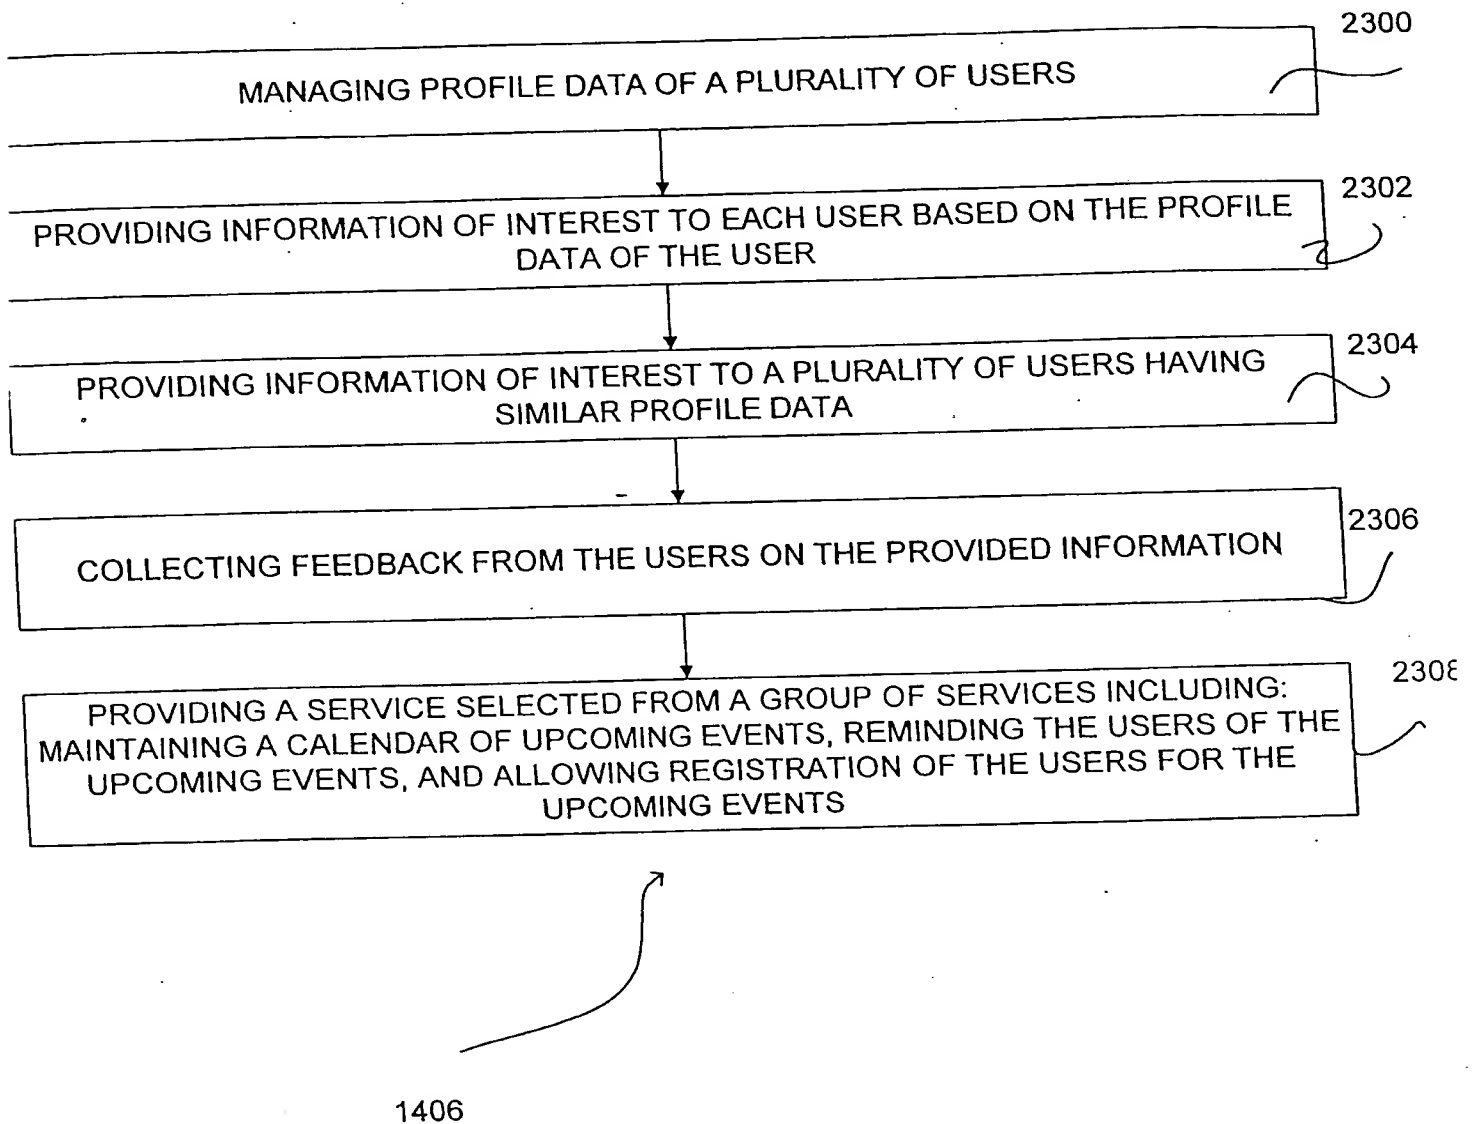 2300
MANAGING PROFILE DATA OF A PLURALITY OF USERS
2302
PROVIDING INFORMATION OF INTEREST TO EACH USER BASED ON THE PROFILE
DATA OF THE USER
2304
PROVIDING INFORMATION OF INTEREST TO A PLURALITY OF USERS HAVING
SIMILAR PROFILE DATA
2306
COLLECTING FEEDBACK FROM THE USERS ON THE PROVIDED INFORMATION
2308
PROVIDING A SERVICE SELECTED FROM A GROUP OF SERVICES INCLUDING:
MAINTAINING A CALENDAR OF UPCOMING EVENTS, REMINDING THE USERS OF THE
UPCOMING EVENTS, AND ALLOWING REGISTRATION OF THE USERS FOR THE
UPCOMING EVENTS
1406